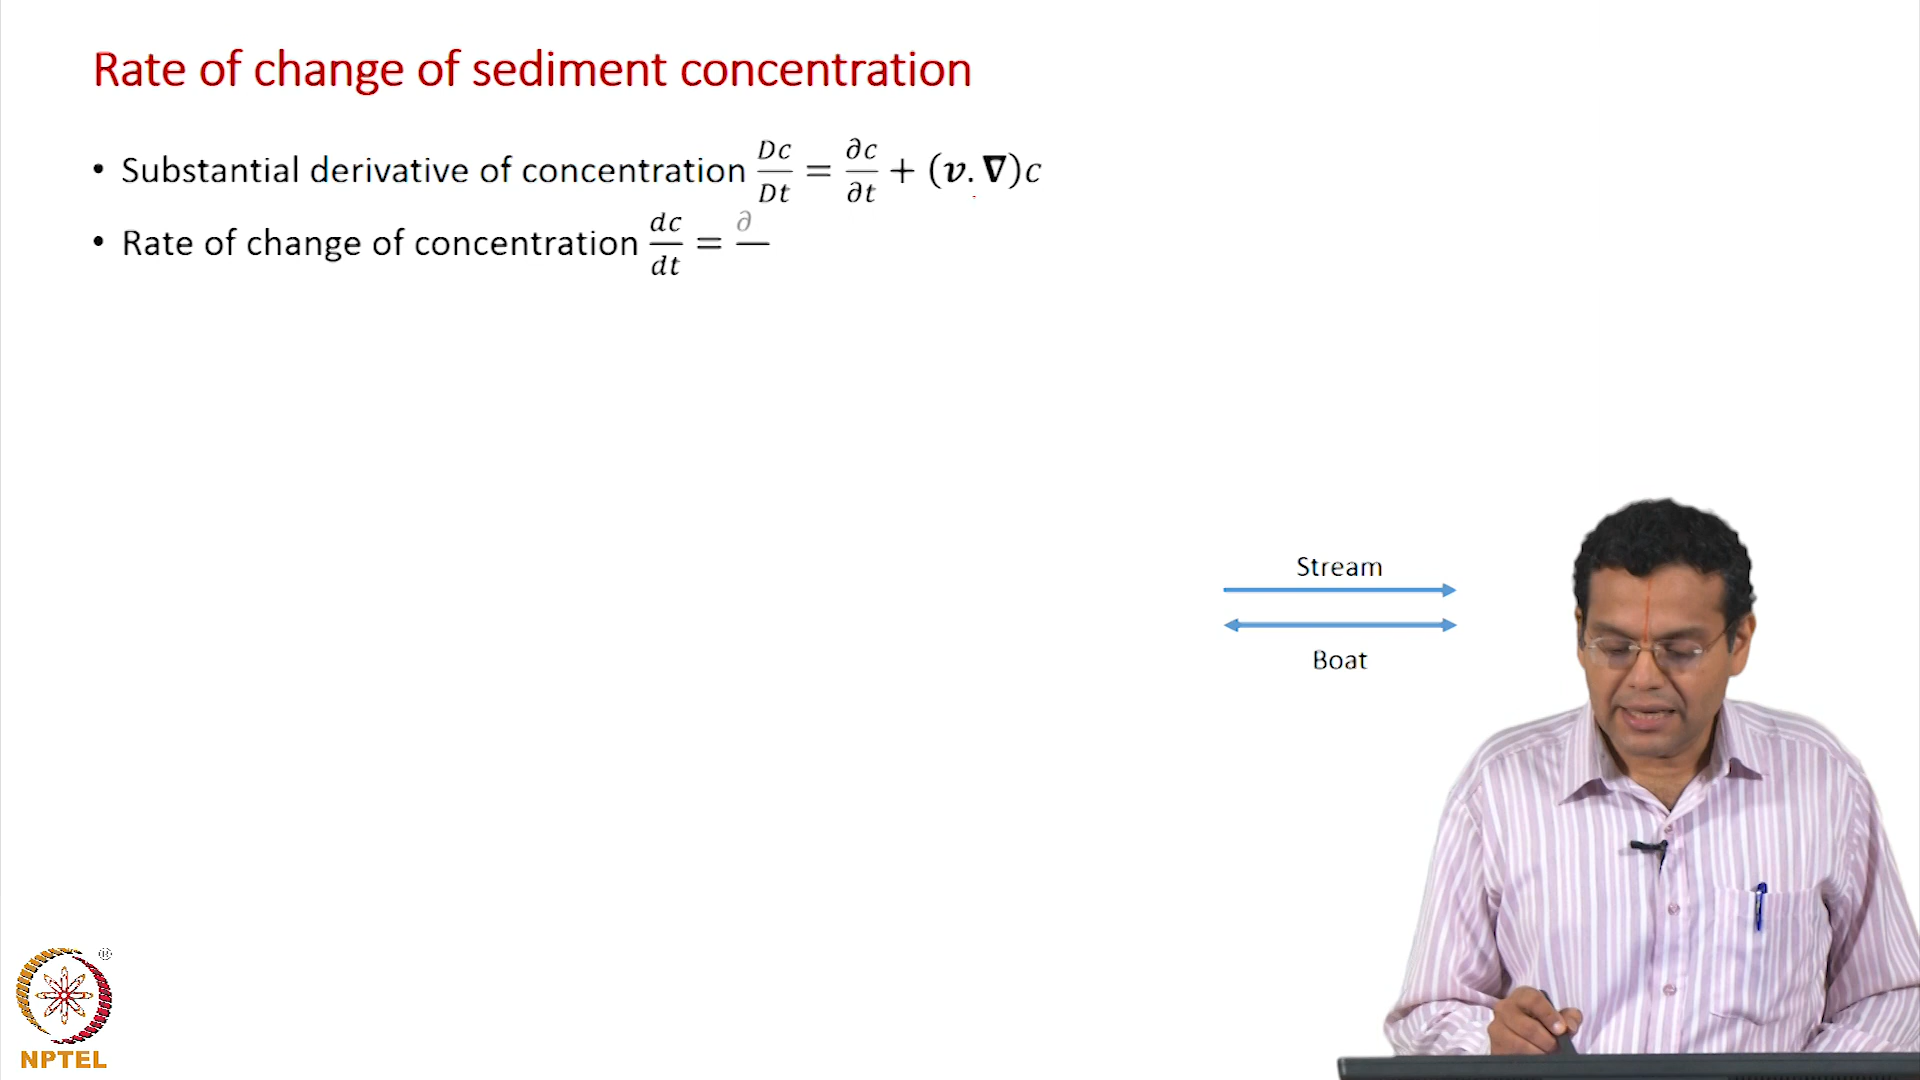 Rate of change of sediment concentration
• Substantial derivative of concentration Dc/Dt = ∂c/∂t + (v.∇)c
• Rate of change of concentration dc/dt = ∂/
Stream
Boat
®
NPTEL